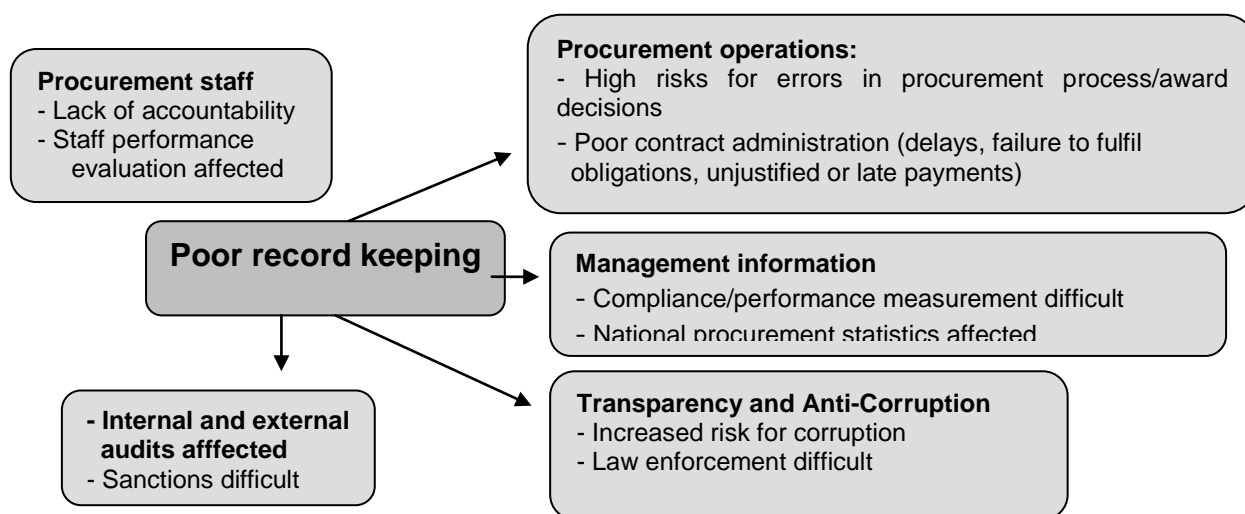 Procurement staff
- Lack of accountability
- Staff performance
evaluation affected
Procurement operations:
- High risks for errors in procurement process/award
decisions
- Poor contract administration (delays, failure to fulfil
obligations, unjustified or late payments)
Poor record keeping
Management information
- Compliance/performance measurement difficult
- National procurement statistics affected
- Internal and external
audits afffected
- Sanctions difficult
Transparency and Anti-Corruption
- Increased risk for corruption
- Law enforcement difficult